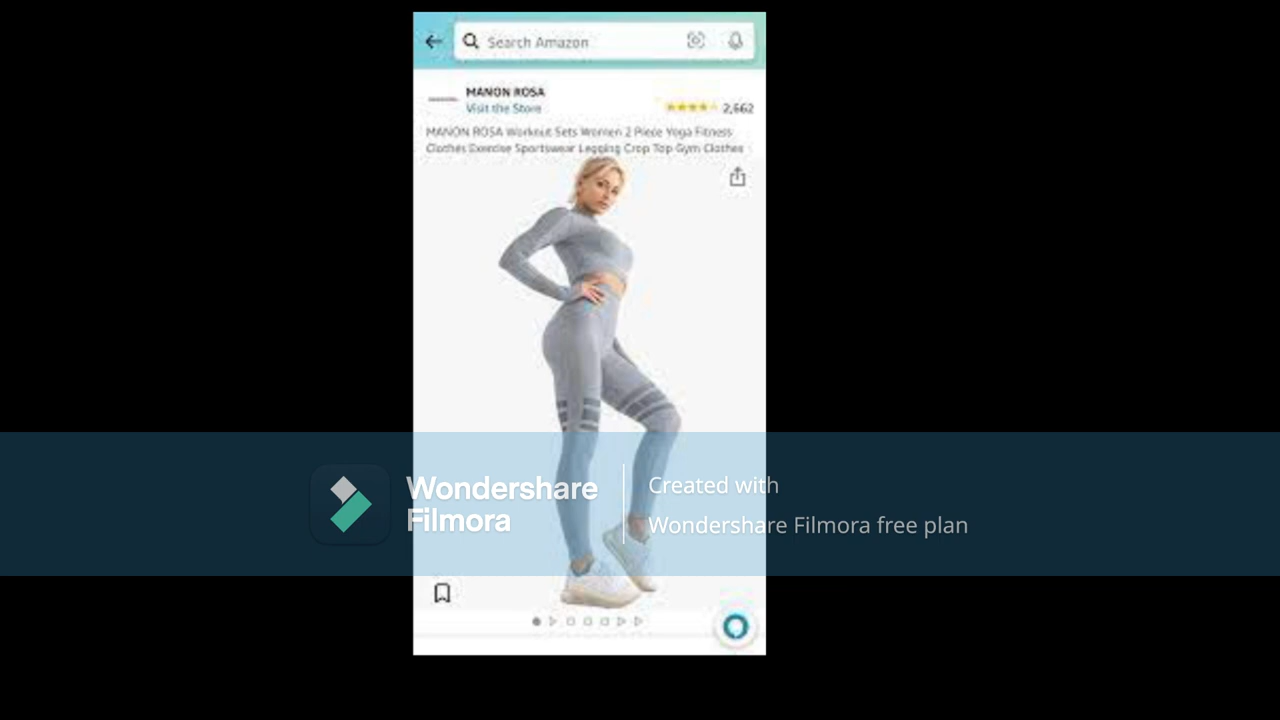 Search Amazon
MANON ROSA
Visit the Store
2,662
MANON ROSA Workout Sets Women 2 Piece Yoga Fitness
Clothes Exercise Sportswear Legging Crop Top Gym Clothes
Wondershare
Filmora
Created with
Wondershare Filmora free plan